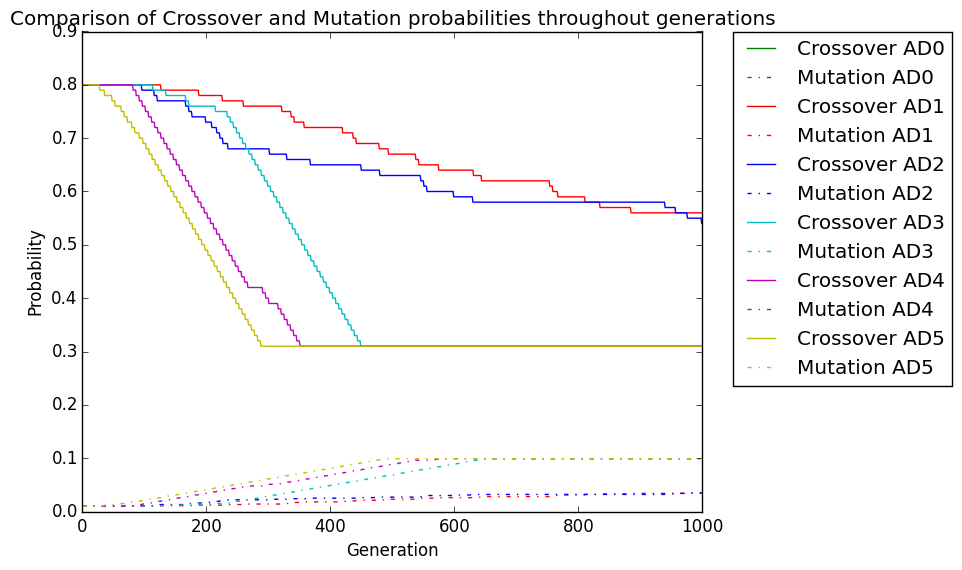 Comparison of Crossover and Mutation probabilities throughout generations
0.9
0.8
0.7
0.6
0.5
0.4
0.3
0.2
0.1
0.0
Probability
0 200 400 600 800 1000
Generation
Crossover AD0
Mutation AD0
Crossover AD1
Mutation AD1
Crossover AD2
Mutation AD2
Crossover AD3
Mutation AD3
Crossover AD4
Mutation AD4
Crossover AD5
Mutation AD5